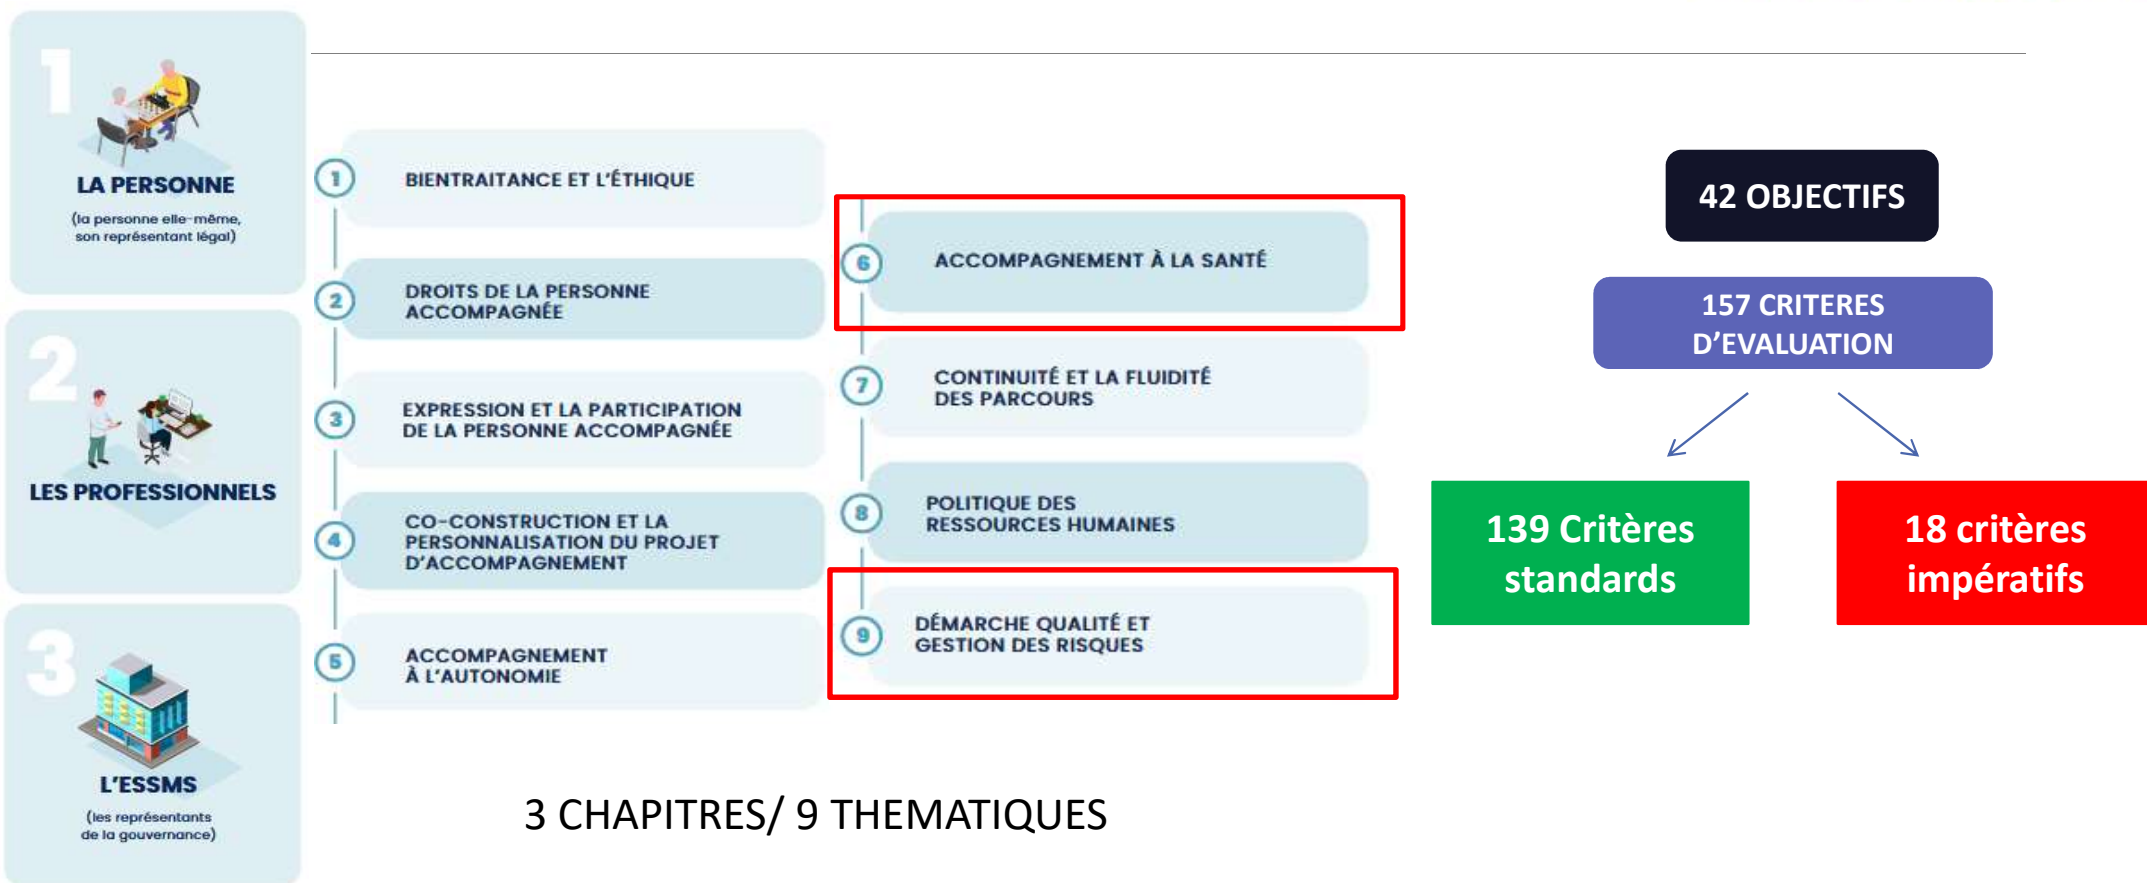 1
LA PERSONNE
(la personne elle-même,
son représentant légal)
2
LES PROFESSIONNELS
3
L'ESSMS
(les représentants
de la gouvernance)
1
BIENTRAITANCE ET L'ÉTHIQUE
2
DROITS DE LA PERSONNE
ACCOMPAGNÉE
3
EXPRESSION ET LA PARTICIPATION
DE LA PERSONNE ACCOMPAGNÉE
4
CO-CONSTRUCTION ET LA
PERSONNALISATION DU PROJET
D'ACCOMPAGNEMENT
5
ACCOMPAGNEMENT
À L'AUTONOMIE
6
ACCOMPAGNEMENT À LA SANTÉ
7
CONTINUITÉ ET LA FLUIDITÉ
DES PARCOURS
8
POLITIQUE DES
RESSOURCES HUMAINES
9
DÉMARCHE QUALITÉ ET
GESTION DES RISQUES
42 OBJECTIFS
157 CRITERES
D'EVALUATION
139 Critères
standards
18 critères
impératifs
3 CHAPITRES/ 9 THEMATIQUES